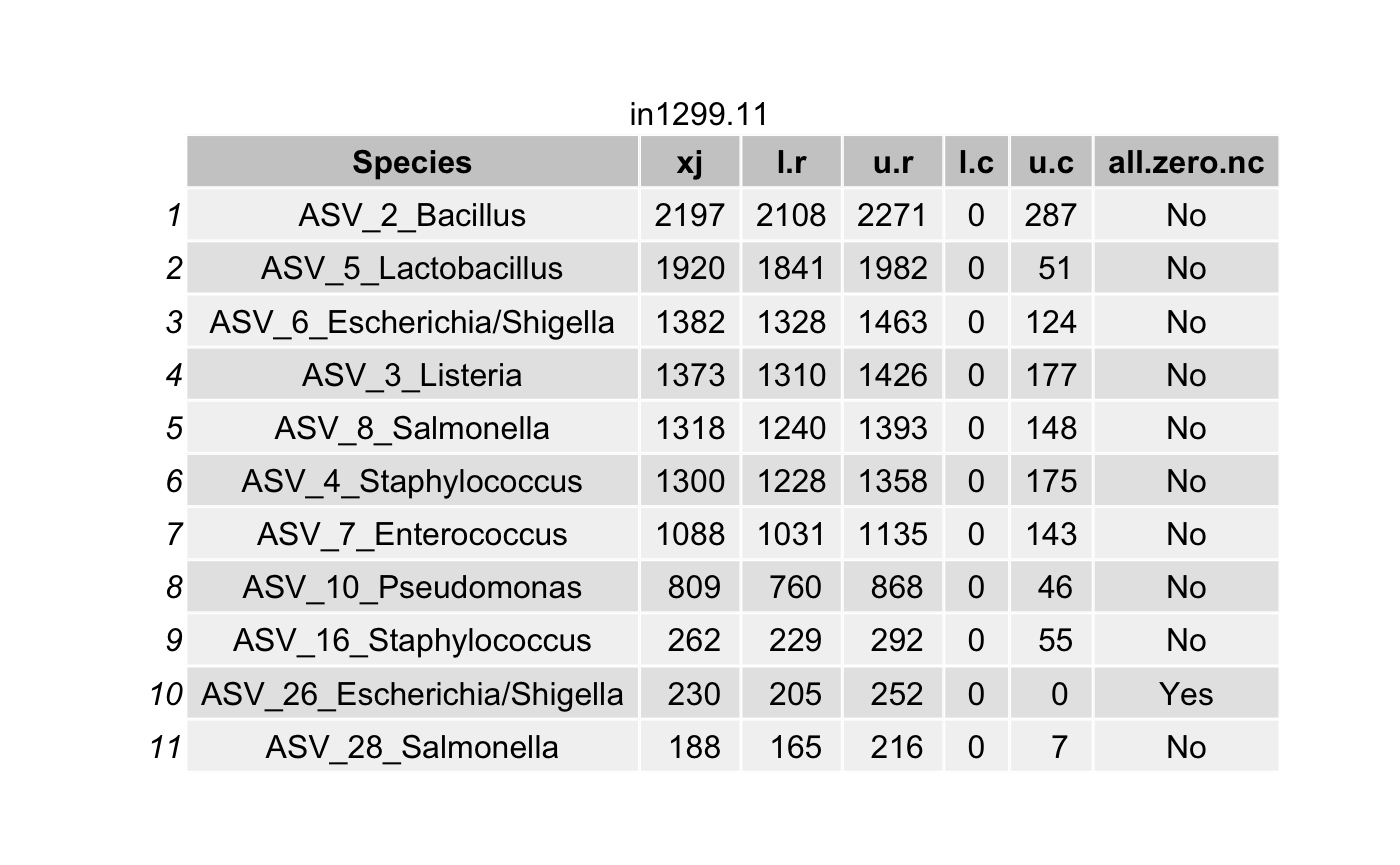 in1299.11
Species xj l.r u.r l.c u.c all.zero.nc
1 ASV_2_Bacillus 2197 2108 2271 0 287 No
2 ASV_5_Lactobacillus 1920 1841 1982 0 51 No
3 ASV_6_Escherichia/Shigella 1382 1328 1463 0 124 No
4 ASV_3_Listeria 1373 1310 1426 0 177 No
5 ASV_8_Salmonella 1318 1240 1393 0 148 No
6 ASV_4_Staphylococcus 1300 1228 1358 0 175 No
7 ASV_7_Enterococcus 1088 1031 1135 0 143 No
8 ASV_10_Pseudomonas 809 760 868 0 46 No
9 ASV_16_Staphylococcus 262 229 292 0 55 No
10 ASV_26_Escherichia/Shigella 230 205 252 0 0 Yes
11 ASV_28_Salmonella 188 165 216 0 7 No